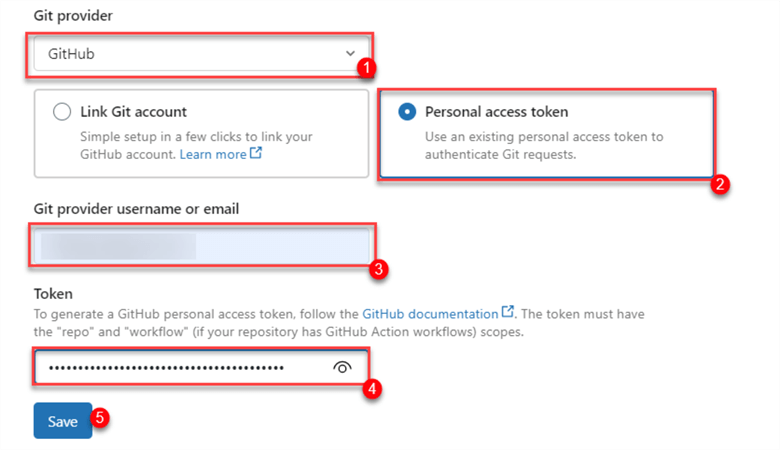 Git provider
GitHub
1
Link Git account
Simple setup in a few clicks to link your
GitHub account. Learn more
Personal access token
Use an existing personal access token to
authenticate Git requests.
2
Git provider username or email
3
Token
To generate a GitHub personal access token, follow the GitHub documentation. The token must have
the "repo" and "workflow" (if your repository has GitHub Action workflows) scopes.
4
Save
5